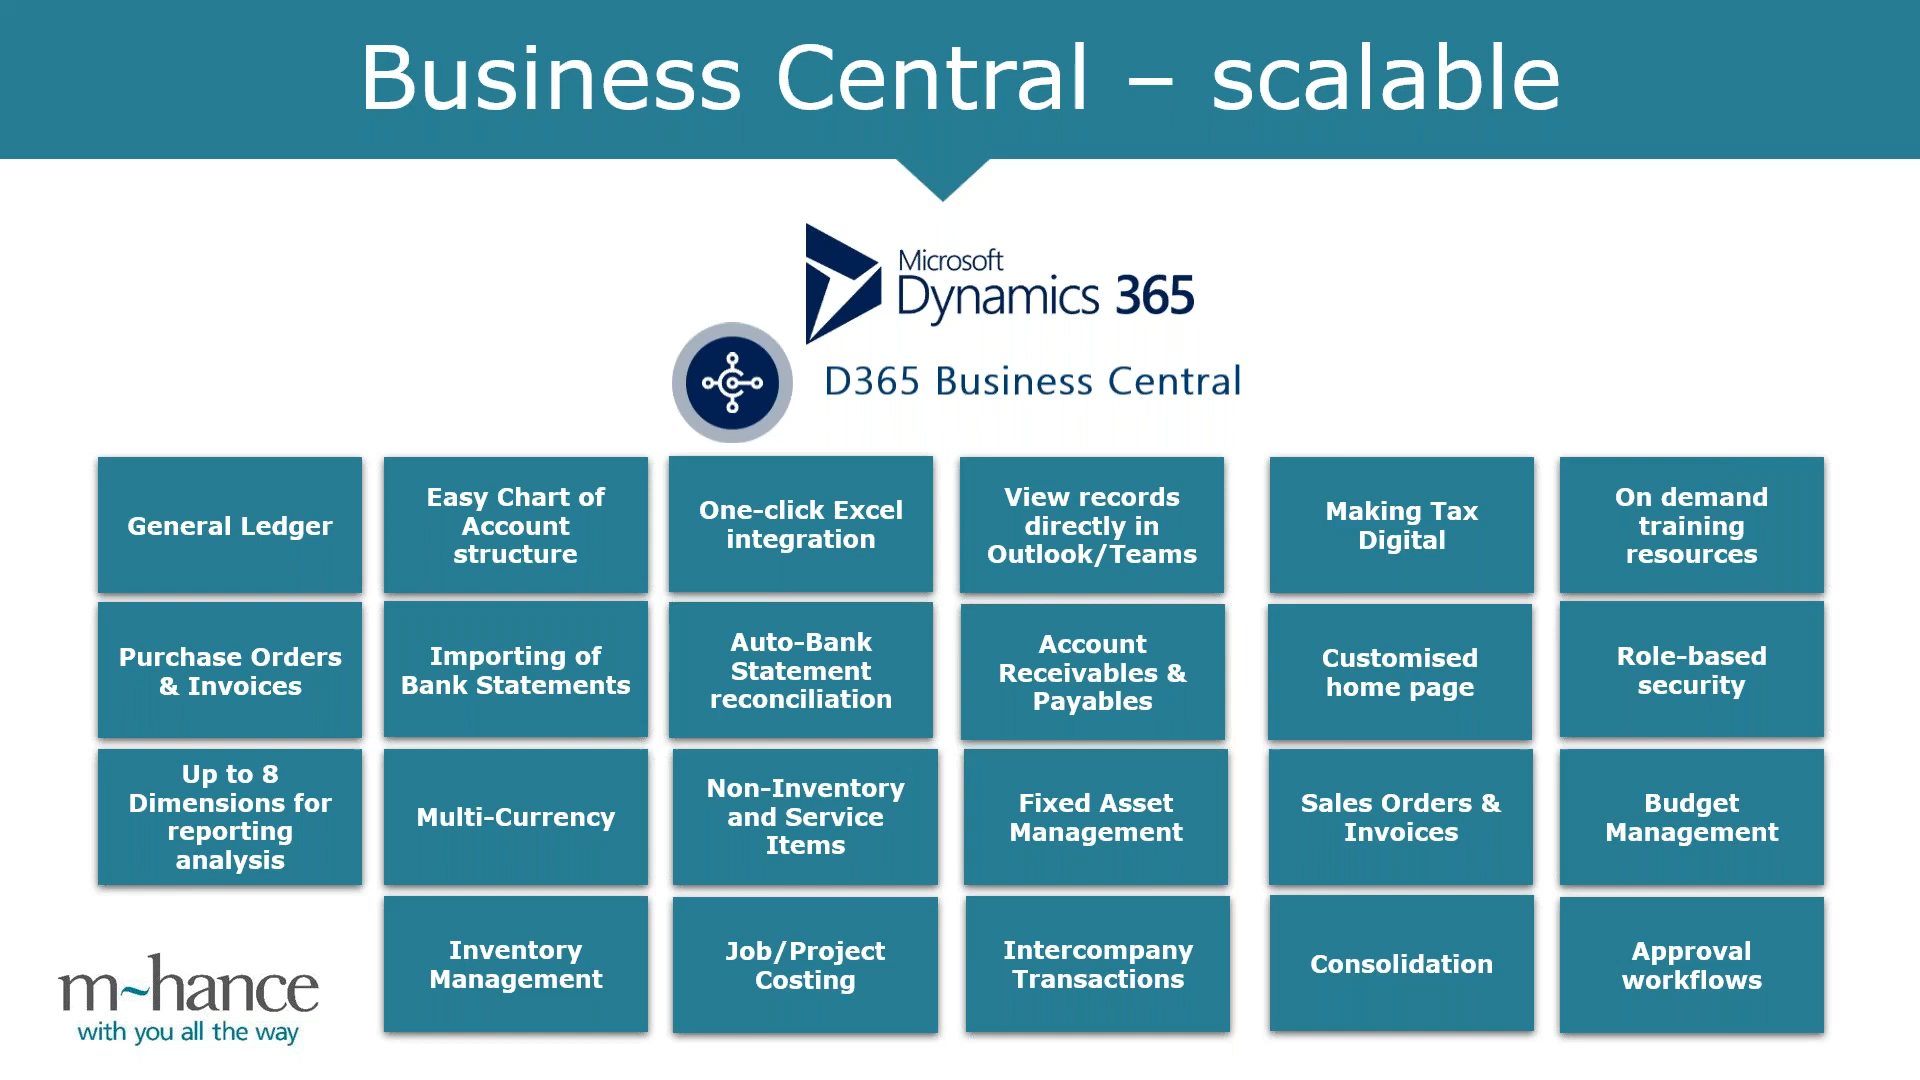 Business Central – scalable
Microsoft
Dynamics 365
D365 Business Central
General Ledger
Easy Chart of
Account
structure
One-click Excel
integration
View records
directly in
Outlook/Teams
Making Tax
Digital
On demand
training
resources
Purchase Orders
& Invoices
Importing of
Bank Statements
Auto-Bank
Statement
reconciliation
Account
Receivables &
Payables
Customised
home page
Role-based
security
Up to 8
Dimensions for
reporting
analysis
Multi-Currency
Non-Inventory
and Service
Items
Fixed Asset
Management
Sales Orders &
Invoices
Budget
Management
Inventory
Management
Job/Project
Costing
Intercompany
Transactions
Consolidation
Approval
workflows
m~hance
with you all the way